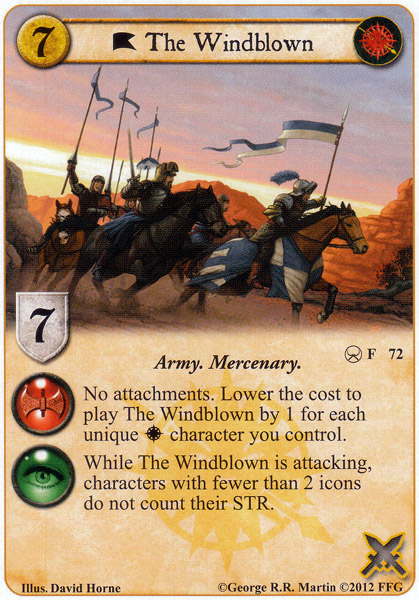 7
The Windblown
7
Army. Mercenary.
F 72
No attachments. Lower the cost to
play The Windblown by 1 for each
unique character you control.
While The Windblown is attacking,
characters with fewer than 2 icons
do not count their STR.
Illus. David Horne
©George R.R. Martin ©2012 FFG